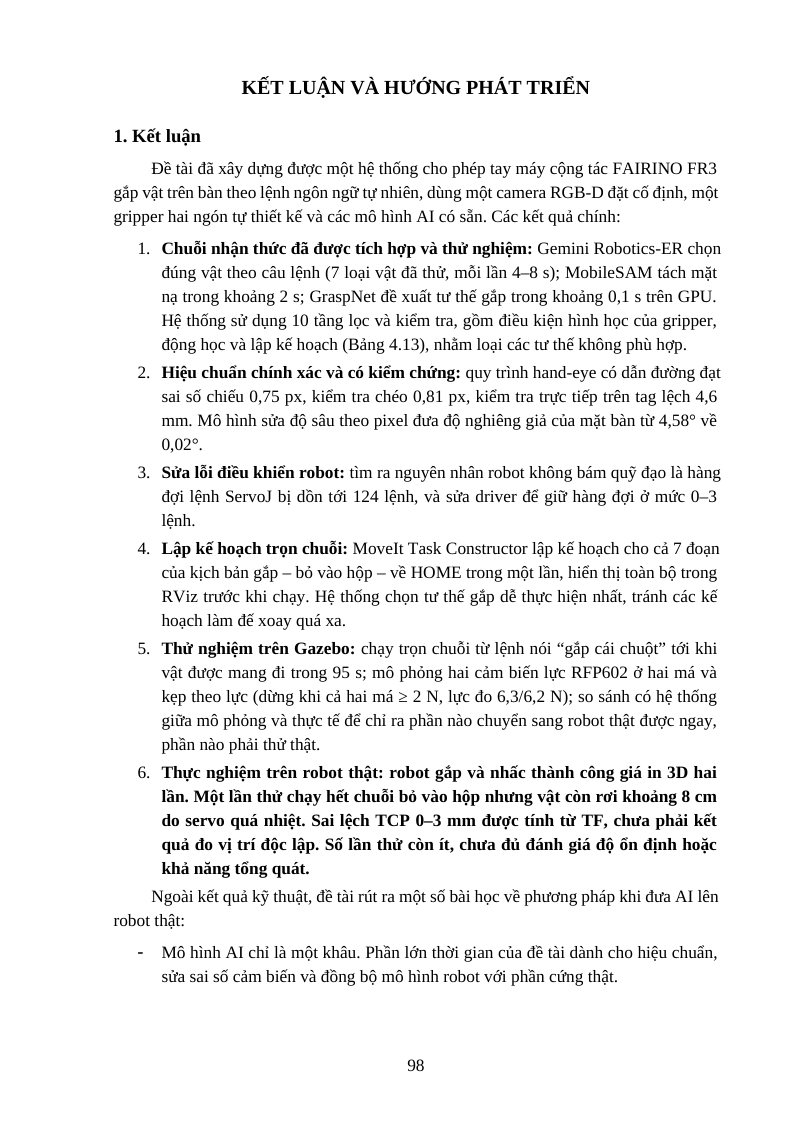 KẾT LUẬN VÀ HƯỚNG PHÁT TRIỂN
1. Kết luận
Đề tài đã xây dựng được một hệ thống cho phép tay máy cộng tác FAIRINO FR3
gắp vật trên bàn theo lệnh ngôn ngữ tự nhiên, dùng một camera RGB-D đặt cố định, một
gripper hai ngón tự thiết kế và các mô hình AI có sẵn. Các kết quả chính:
1. Chuỗi nhận thức đã được tích hợp và thử nghiệm: Gemini Robotics-ER chọn
đúng vật theo câu lệnh (7 loại vật đã thử, mỗi lần 4–8 s); MobileSAM tách mặt
nạ trong khoảng 2 s; GraspNet đề xuất tư thế gắp trong khoảng 0,1 s trên GPU.
Hệ thống sử dụng 10 tầng lọc và kiểm tra, gồm điều kiện hình học của gripper,
động học và lập kế hoạch (Bảng 4.13), nhằm loại các tư thế không phù hợp.
2. Hiệu chuẩn chính xác và có kiểm chứng: quy trình hand-eye có dẫn đường đạt
sai số chiếu 0,75 px, kiểm tra chéo 0,81 px, kiểm tra trực tiếp trên tag lệch 4,6
mm. Mô hình sửa độ sâu theo pixel đưa độ nghiêng giả của mặt bàn từ 4,58° về
0,02°.
3. Sửa lỗi điều khiển robot: tìm ra nguyên nhân robot không bám quỹ đạo là hàng
đợi lệnh ServoJ bị dồn tới 124 lệnh, và sửa driver để giữ hàng đợi ở mức 0–3
lệnh.
4. Lập kế hoạch trọn chuỗi: MoveIt Task Constructor lập kế hoạch cho cả 7 đoạn
của kịch bản gắp – bỏ vào hộp – về HOME trong một lần, hiển thị toàn bộ trong
RViz trước khi chạy. Hệ thống chọn tư thế gắp dễ thực hiện nhất, tránh các kế
hoạch làm đế xoay quá xa.
5. Thử nghiệm trên Gazebo: chạy trọn chuỗi từ lệnh nói “gắp cái chuột” tới khi
vật được mang đi trong 95 s; mô phỏng hai cảm biến lực RFP602 ở hai má và
kẹp theo lực (dừng khi cả hai má ≥ 2 N, lực đo 6,3/6,2 N); so sánh có hệ thống
giữa mô phỏng và thực tế để chỉ ra phần nào chuyển sang robot thật được ngay,
phần nào phải thử thật.
6. Thực nghiệm trên robot thật: robot gắp và nhấc thành công giá in 3D hai
lần. Một lần thử chạy hết chuỗi bỏ vào hộp nhưng vật còn rơi khoảng 8 cm
do servo quá nhiệt. Sai lệch TCP 0–3 mm được tính từ TF, chưa phải kết
quả đo vị trí độc lập. Số lần thử còn ít, chưa đủ đánh giá độ ổn định hoặc
khả năng tổng quát.
Ngoài kết quả kỹ thuật, đề tài rút ra một số bài học về phương pháp khi đưa AI lên
robot thật:
- Mô hình AI chỉ là một khâu. Phần lớn thời gian của đề tài dành cho hiệu chuẩn,
sửa sai số cảm biến và đồng bộ mô hình robot với phần cứng thật.
98